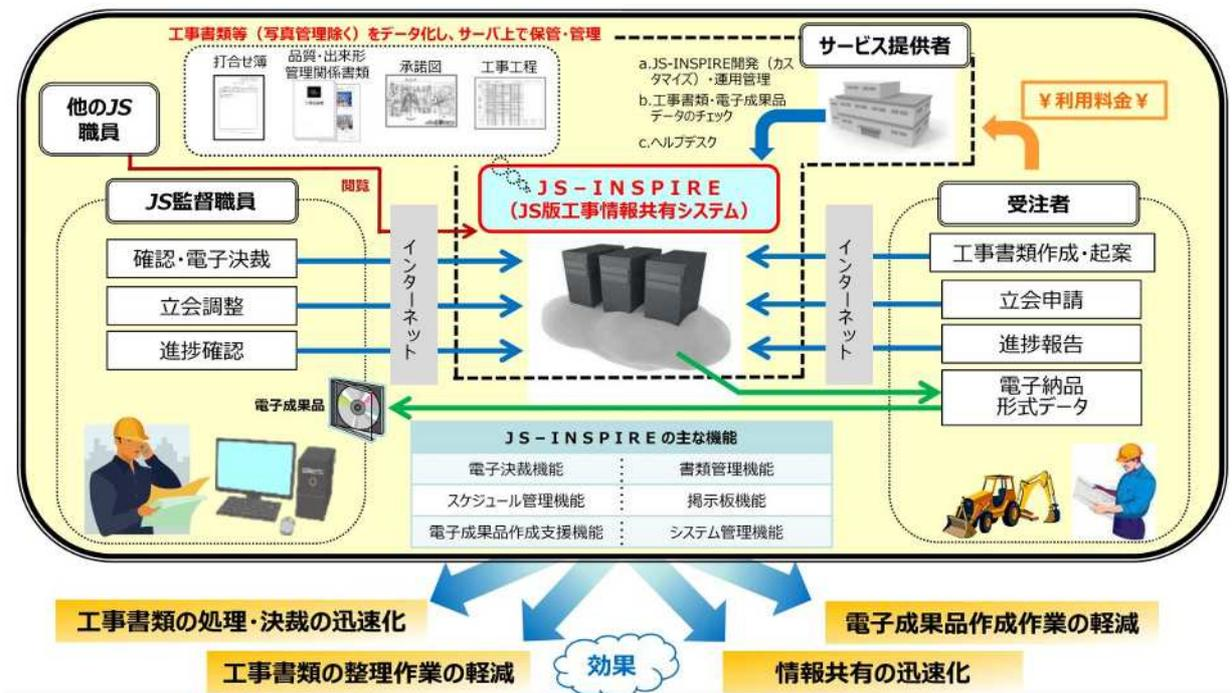 工事書類等（写真管理除く）をデータ化し、サーバ上で保管・管理
打合せ簿
品質・出来形
管理関係書類
承諾図
工事工程
サービス提供者
a.JS-INSPIRE開発（カス
タマイズ）・運用管理
b.工事書類・電子成果品
データのチェック
c.ヘルプデスク
￥利用料金￥
他のJS
職員
閲覧
JS－INSPIRE
（JS版工事情報共有システム）
JS監督職員
確認・電子決裁
立会調整
進捗確認
インターネット
インターネット
受注者
工事書類作成・起案
立会申請
進捗報告
電子納品
形式データ
電子成果品
JS－INSPIREの主な機能
電子決裁機能
書類管理機能
スケジュール管理機能
掲示板機能
電子成果品作成支援機能
システム管理機能
工事書類の処理・決裁の迅速化
電子成果品作成作業の軽減
工事書類の整理作業の軽減
効果
情報共有の迅速化